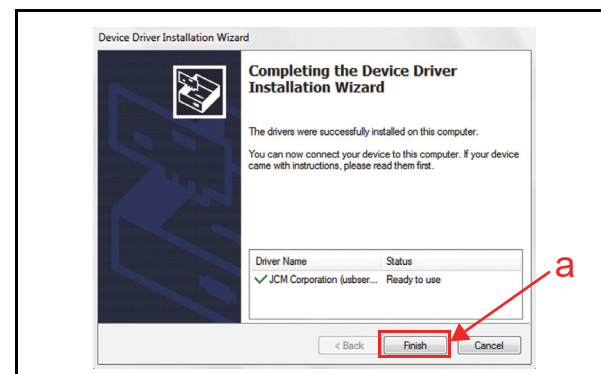 Device Driver Installation Wizard
Completing the Device Driver
Installation Wizard
The drivers were successfully installed on this computer.
You can now connect your device to this computer. If your device
came with instructions, please read them first.
Driver Name Status
JCM Corporation (usbser... Ready to use
a
< Back Finish Cancel